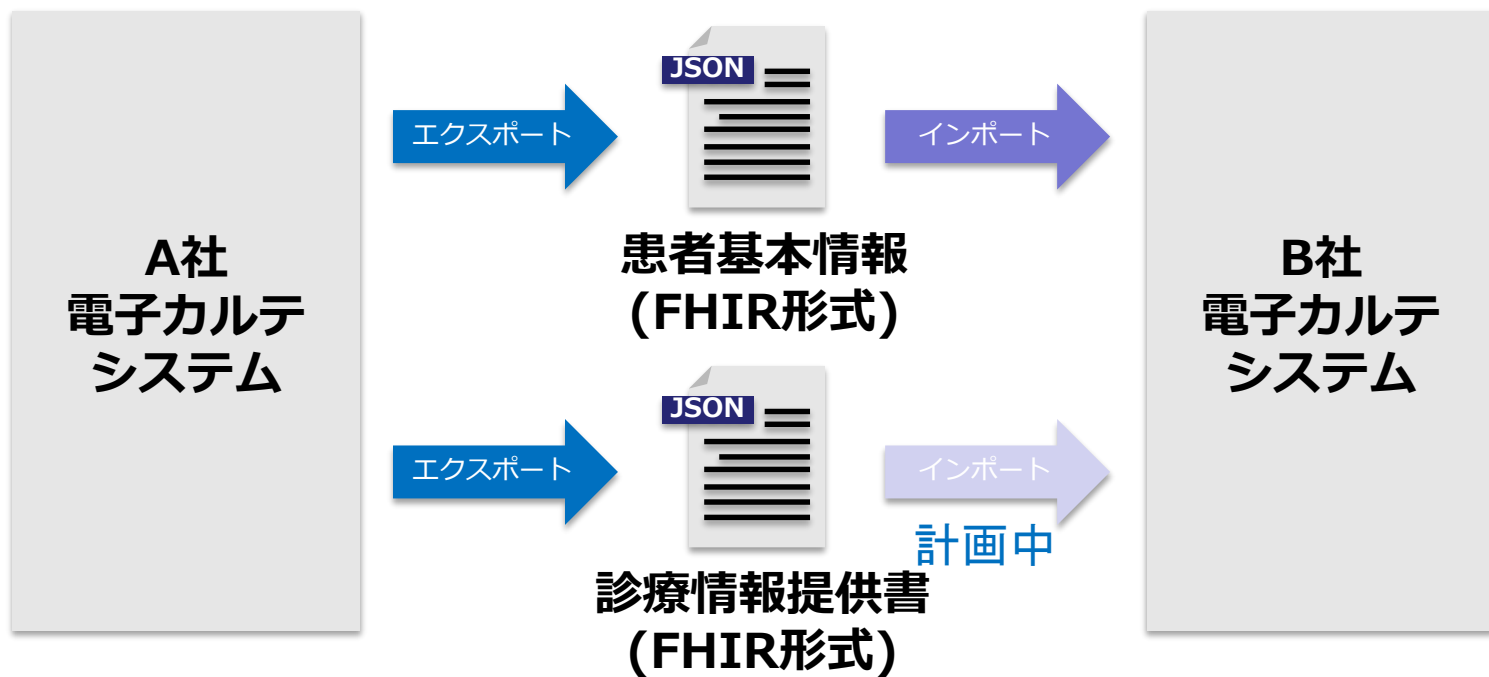 A社
電子カルテ
システム
エクスポート
JSON
インポート
患者基本情報
(FHIR形式)
エクスポート
JSON
インポート
計画中
診療情報提供書
(FHIR形式)
B社
電子カルテ
システム